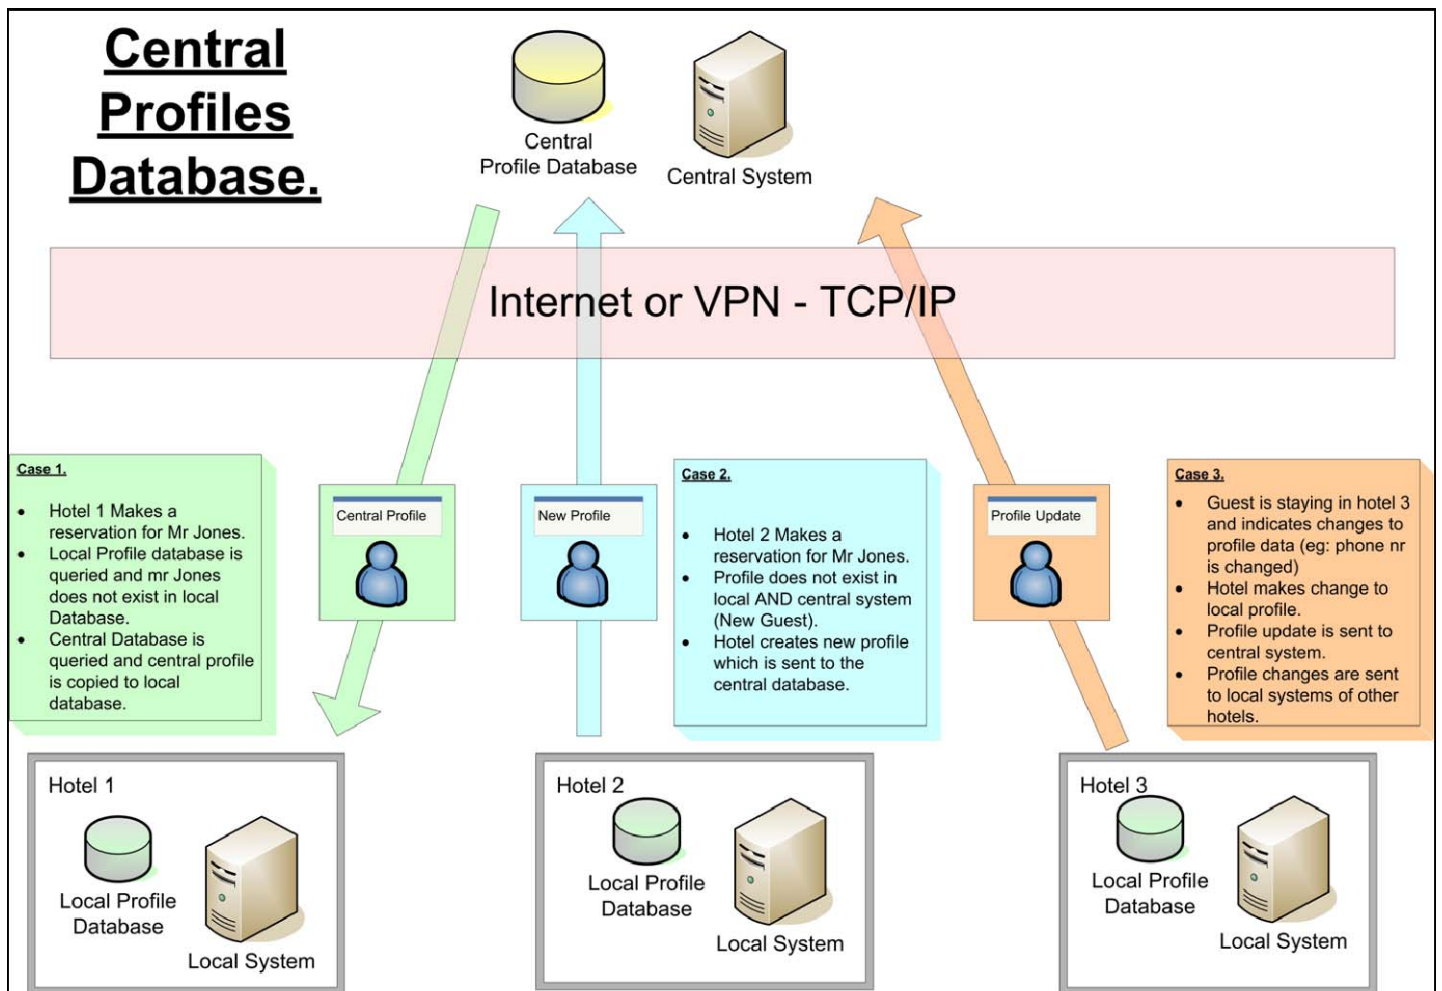 Central
Profiles
Database.
Central
Profile Database
Central System
Internet or VPN - TCP/IP
Case 1.
• Hotel 1 Makes a
reservation for Mr Jones.
• Local Profile database is
queried and mr Jones
does not exist in local
Database.
• Central Database is
queried and central profile
is copied to local
database.
Central Profile
New Profile
Case 2.
• Hotel 2 Makes a
reservation for Mr Jones.
• Profile does not exist in
local AND central system
(New Guest).
• Hotel creates new profile
which is sent to the
central database.
Profile Update
Case 3.
• Guest is staying in hotel 3
and indicates changes to
profile data (eg: phone nr
is changed)
• Hotel makes change to
local profile.
• Profile update is sent to
central system.
• Profile changes are sent
to local systems of other
hotels.
Hotel 1
Local Profile
Database
Local System
Hotel 2
Local Profile
Database
Local System
Hotel 3
Local Profile
Database
Local System